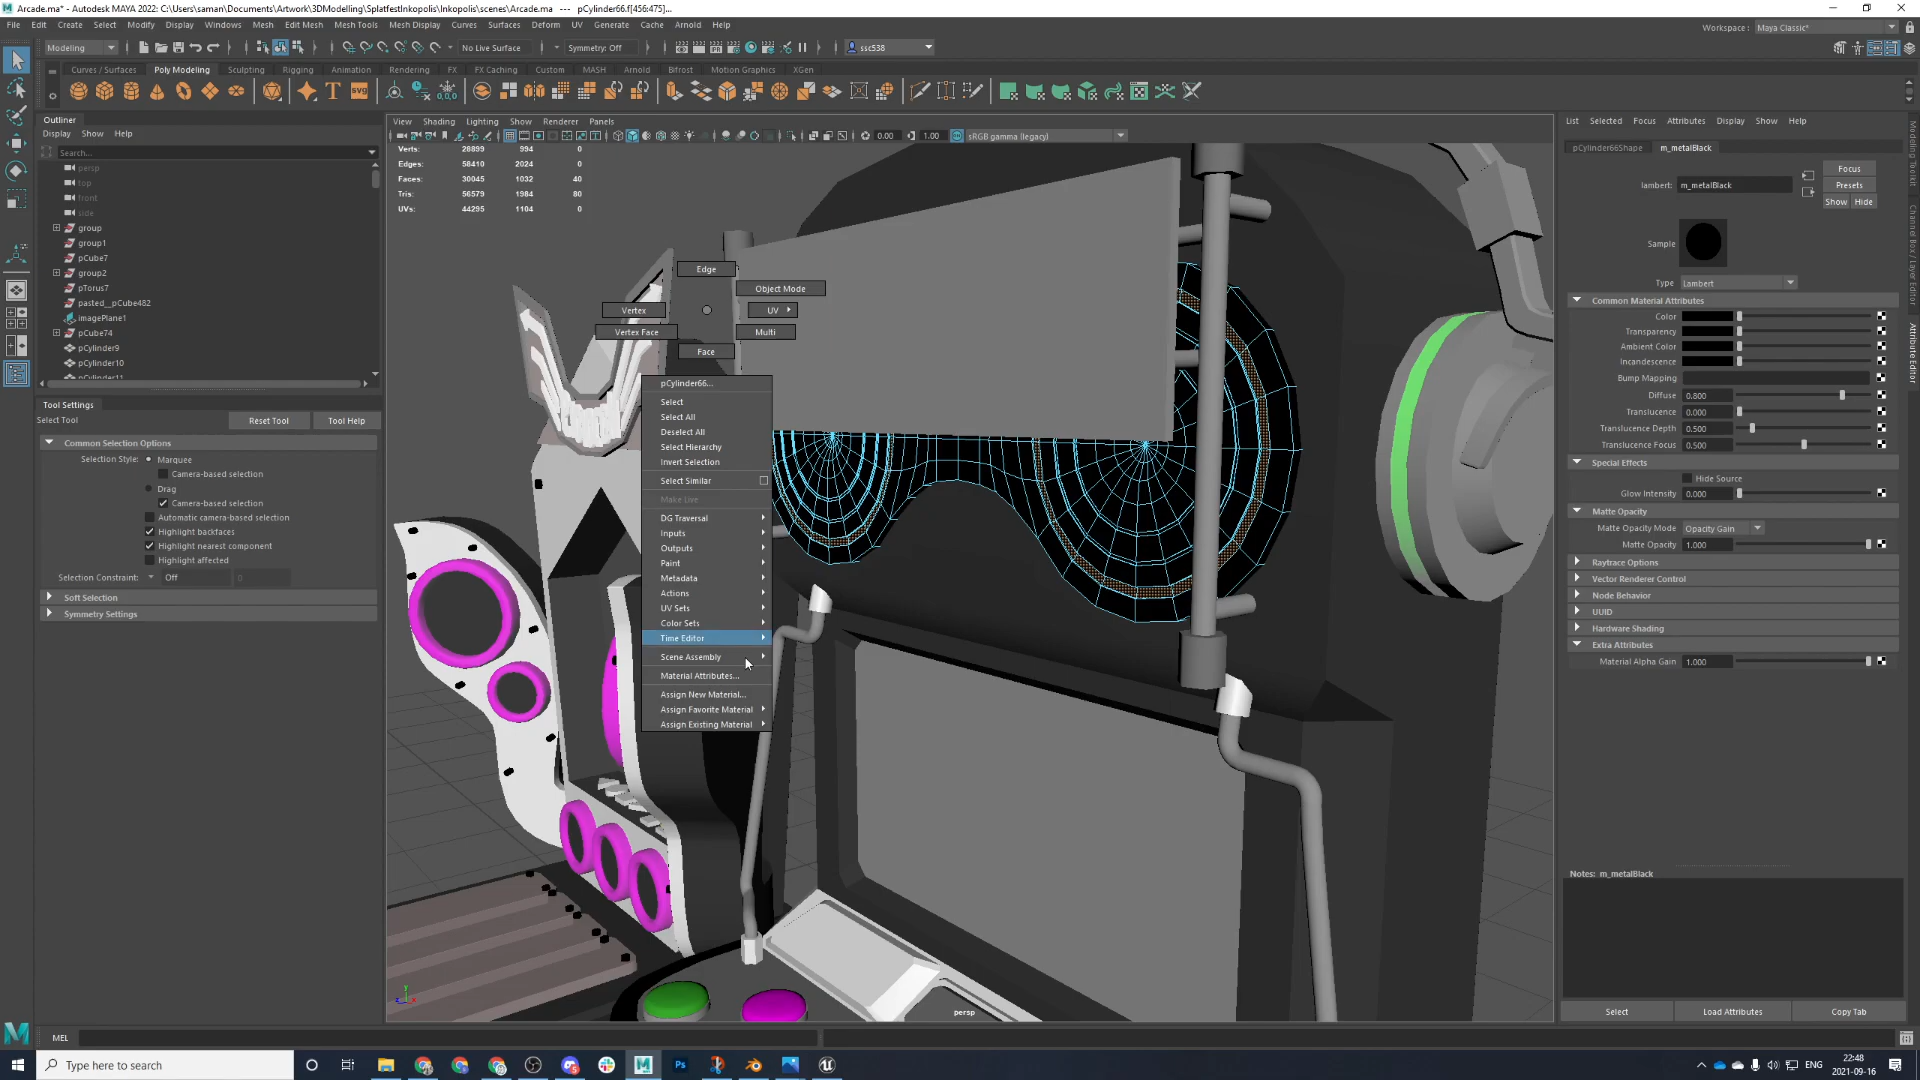 Arcade.ma* - Autodesk MAYA 2022: C:\Users\saman\Documents\Artwork\3DModelling\SplatfestInkopolis\Inkopolis\scenes\Arcade.ma --- pCylinder66.f[456:475]...
File Edit Create Select Modify Display Windows Mesh Edit Mesh Mesh Tools Mesh Display Curves Surfaces Deform UV Generate Cache Arnold Help
Workspace: Maya Classic*
Modeling
No Live Surface
Symmetry: Off
ssc538
Curves / Surfaces Poly Modeling Sculpting Rigging Animation Rendering FX FX Caching Custom MASH Arnold Bifrost Motion Graphics XGen
Outliner
Display Show Help
Search...
persp
top
front
side
group
group1
pCube7
group2
pTorus7
pasted__pCube482
imagePlane1
pCube74
pCylinder9
pCylinder10
pCylinder11
Tool Settings
Select Tool
Reset Tool
Tool Help
Common Selection Options
Selection Style: Marquee
Camera-based selection
Drag
Camera-based selection
Automatic camera-based selection
Highlight backfaces
Highlight nearest component
Highlight affected
Selection Constraint: Off
0
Soft Selection
Symmetry Settings
View Shading Lighting Show Renderer Panels
0.00
1.00
sRGB gamma (legacy)
Verts: 28899 994 0
Edges: 58410 2024 0
Faces: 30045 1032 40
Tris: 56579 1984 80
UVs: 44295 1104 0
Edge
Object Mode
Vertex
UV
Vertex Face
Multi
Face
pCylinder66...
Select
Select All
Deselect All
Select Hierarchy
Invert Selection
Select Similar
Make Live
DG Traversal
Inputs
Outputs
Paint
Metadata
Actions
UV Sets
Color Sets
Time Editor
Scene Assembly
Material Attributes...
Assign New Material...
Assign Favorite Material
Assign Existing Material
persp
y
x
List Selected Focus Attributes Display Show Help
pCylinder66Shape m_metalBlack
Focus
lambert: m_metalBlack
Presets
Show Hide
Sample
Type Lambert
Common Material Attributes
Color
Transparency
Ambient Color
Incandescence
Bump Mapping
Diffuse 0.800
Translucence 0.000
Translucence Depth 0.500
Translucence Focus 0.500
Special Effects
Hide Source
Glow Intensity 0.000
Matte Opacity
Matte Opacity Mode Opacity Gain
Matte Opacity 1.000
Raytrace Options
Vector Renderer Control
Node Behavior
UUID
Hardware Shading
Extra Attributes
Material Alpha Gain 1.000
Notes: m_metalBlack
Select
Load Attributes
Copy Tab
Modeling Toolkit
Channel Box / Layer Editor
Attribute Editor
MEL
Type here to search
ENG
22:48
2021-09-16